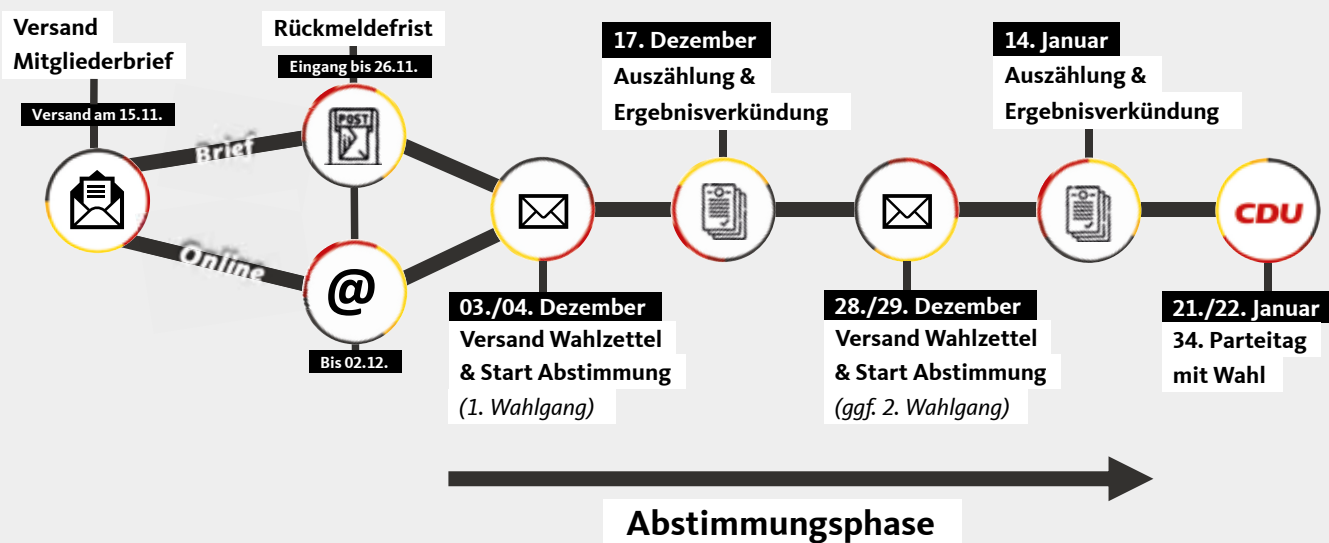 Versand
Mitgliederbrief
Versand am 15.11.
Brief
Online
Rückmeldefrist
Eingang bis 26.11.
POST
@
Bis 02.12.
03./04. Dezember
Versand Wahlzettel
& Start Abstimmung
(1. Wahlgang)
17. Dezember
Auszählung &
Ergebnisverkündung
28./29. Dezember
Versand Wahlzettel
& Start Abstimmung
(ggf. 2. Wahlgang)
14. Januar
Auszählung &
Ergebnisverkündung
CDU
21./22. Januar
34. Parteitag
mit Wahl
Abstimmungsphase